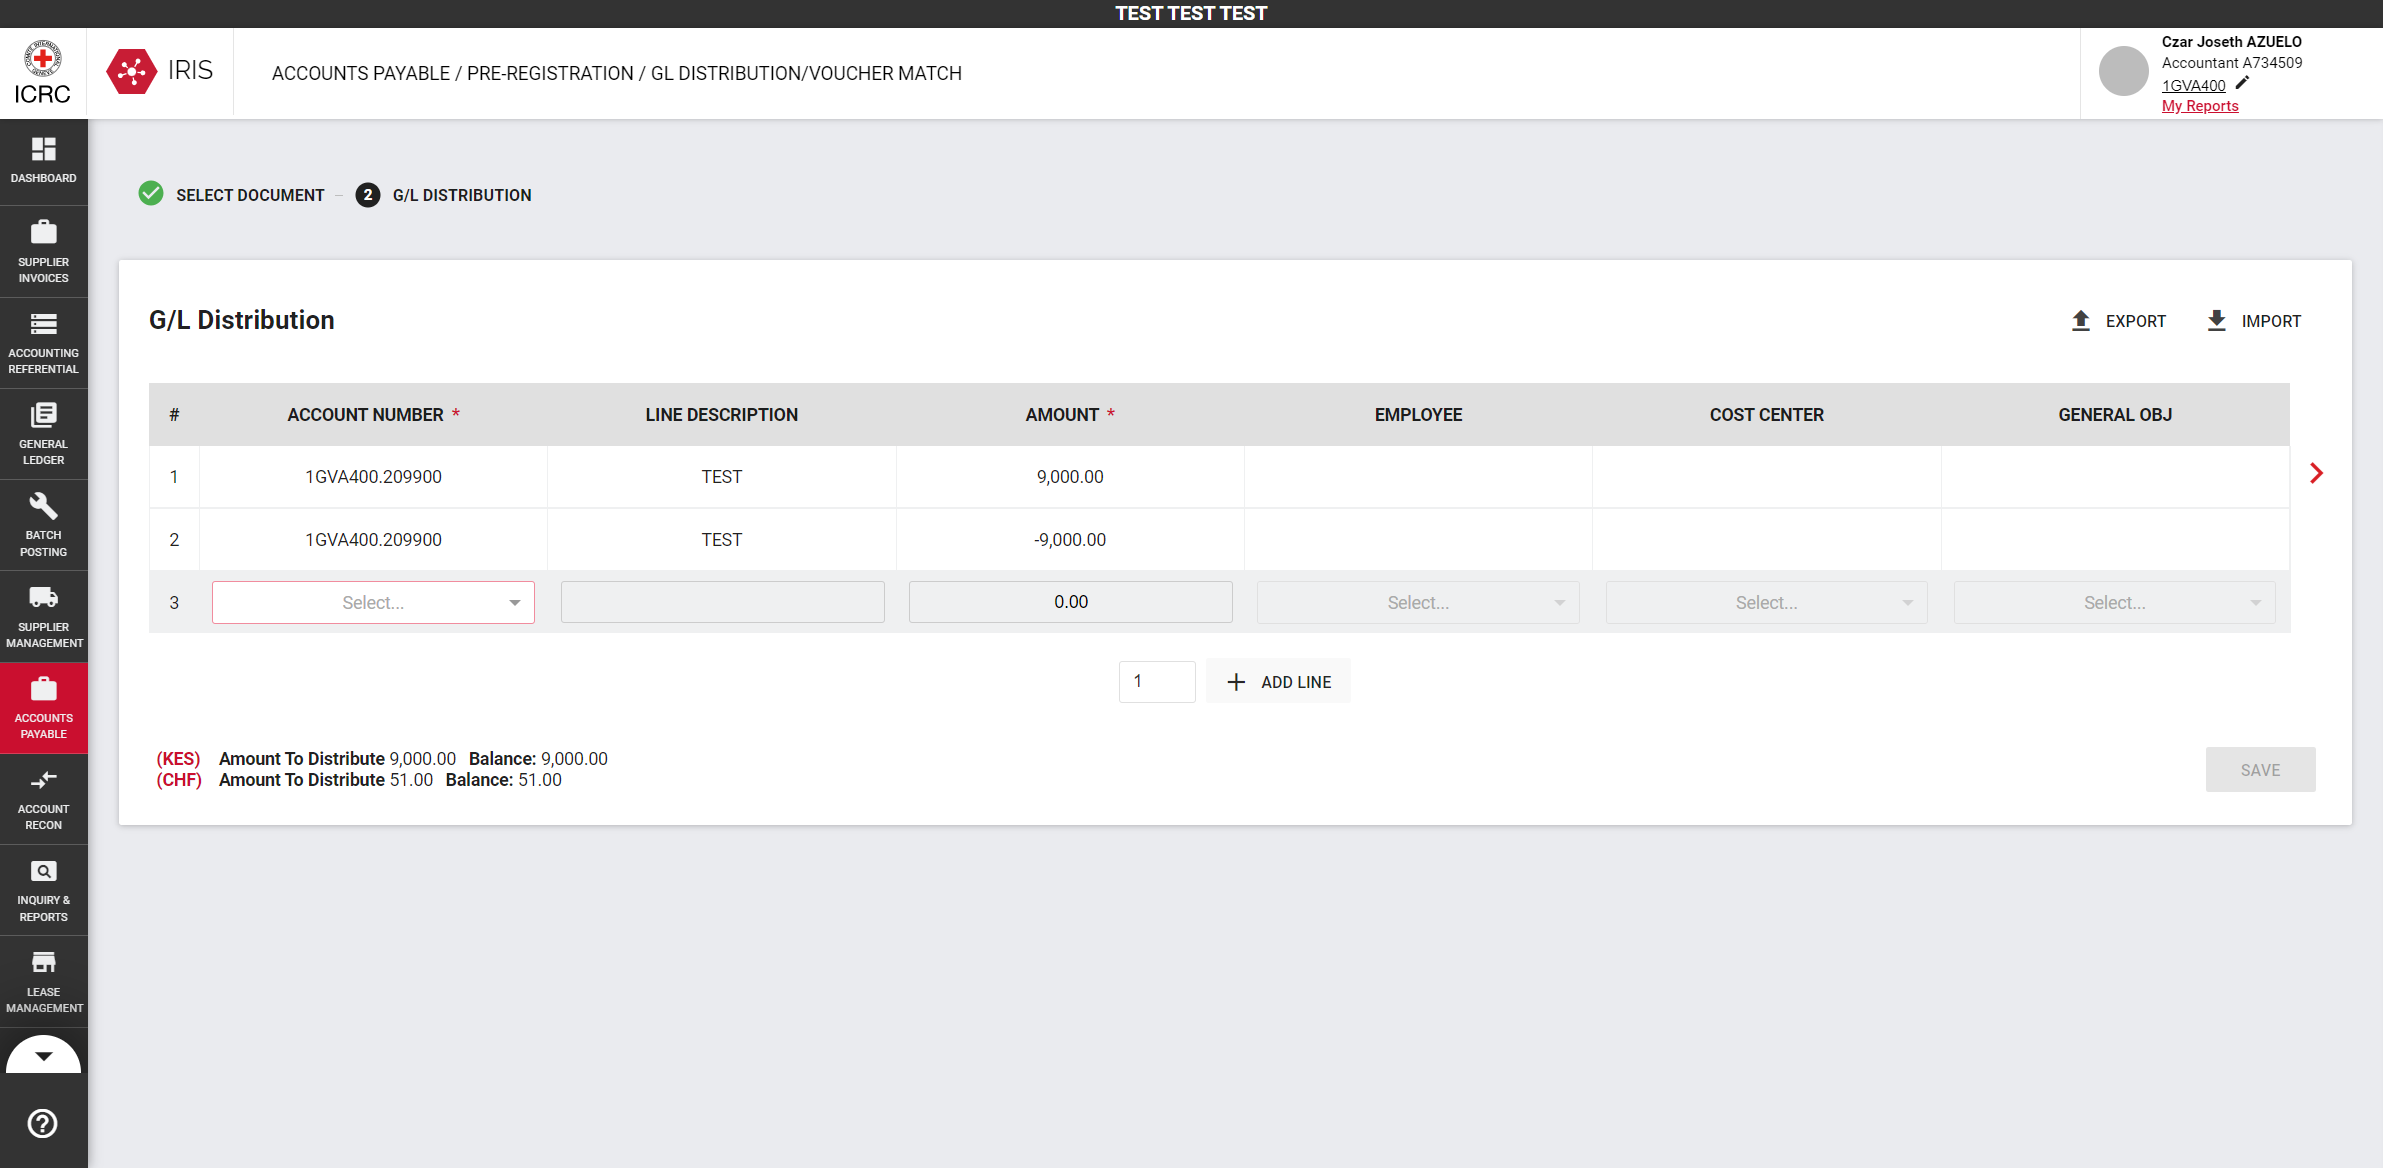 TEST TEST TEST
ICRC
IRIS
ACCOUNTS PAYABLE / PRE-REGISTRATION / GL DISTRIBUTION/VOUCHER MATCH
Czar Joseth AZUELO
Accountant A734509
1GVA400
My Reports
DASHBOARD
SUPPLIER
INVOICES
ACCOUNTING
REFERENTIAL
GENERAL
LEDGER
BATCH
POSTING
SUPPLIER
MANAGEMENT
ACCOUNTS
PAYABLE
ACCOUNT
RECON
INQUIRY &
REPORTS
LEASE
MANAGEMENT
SELECT DOCUMENT – 2 G/L DISTRIBUTION
G/L Distribution
EXPORT IMPORT
# ACCOUNT NUMBER * LINE DESCRIPTION AMOUNT * EMPLOYEE COST CENTER GENERAL OBJ
1 1GVA400.209900 TEST 9,000.00
2 1GVA400.209900 TEST -9,000.00
3 Select... 0.00 Select... Select... Select...
1 + ADD LINE
(KES) Amount To Distribute 9,000.00 Balance: 9,000.00
(CHF) Amount To Distribute 51.00 Balance: 51.00
SAVE